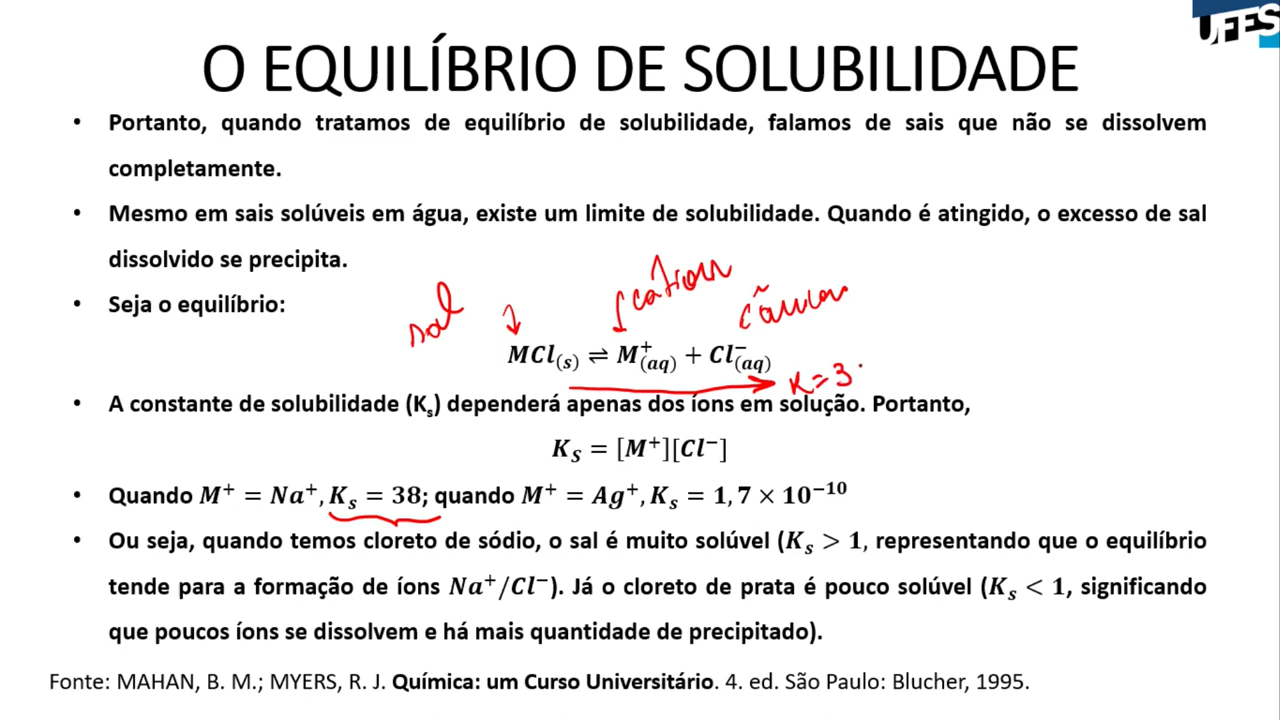 UFES
O EQUILÍBRIO DE SOLUBILIDADE
• Portanto, quando tratamos de equilíbrio de solubilidade, falamos de sais que não se dissolvem
completamente.
• Mesmo em sais solúveis em água, existe um limite de solubilidade. Quando é atingido, o excesso de sal
dissolvido se precipita.
• Seja o equilíbrio:
sal
cátion
MCl(s) ⇌ M⁺(aq) + Cl⁻(aq)
K=3
• A constante de solubilidade (Kₛ) dependerá apenas dos íons em solução. Portanto,
K_S = [M⁺][Cl⁻]
• Quando M⁺ = Na⁺, Kₛ = 38; quando M⁺ = Ag⁺, Kₛ = 1,7 × 10⁻¹⁰
• Ou seja, quando temos cloreto de sódio, o sal é muito solúvel (Kₛ > 1, representando que o equilíbrio
tende para a formação de íons Na⁺/Cl⁻). Já o cloreto de prata é pouco solúvel (Kₛ < 1, significando
que poucos íons se dissolvem e há mais quantidade de precipitado).
Fonte: MAHAN, B. M.; MYERS, R. J. Química: um Curso Universitário. 4. ed. São Paulo: Blucher, 1995.